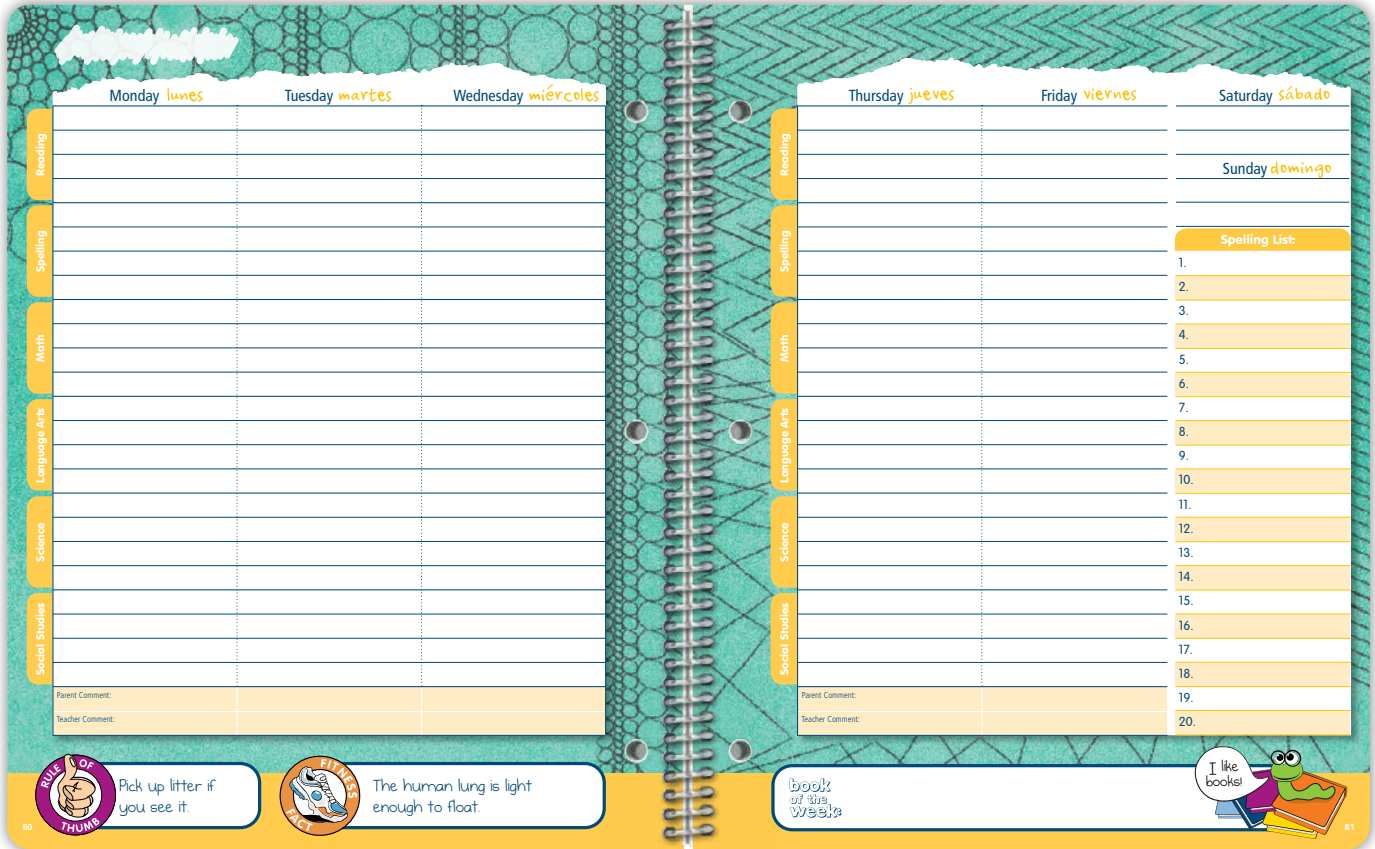 Monday lunes
Tuesday martes
Wednesday miércoles
Reading
Spelling
Math
Language Arts
Science
Social Studies
Parent Comment:
Teacher Comment:
RULE OF THUMB
Pick up litter if
you see it.
FITNESS FACT
The human lung is light
enough to float.
80
Thursday jueves
Friday viernes
Saturday sábado
Sunday domingo
Reading
Spelling
Math
Language Arts
Science
Social Studies
Parent Comment:
Teacher Comment:
Spelling List:
1.
2.
3.
4.
5.
6.
7.
8.
9.
10.
11.
12.
13.
14.
15.
16.
17.
18.
19.
20.
book
of the
week:
I like
books!
81